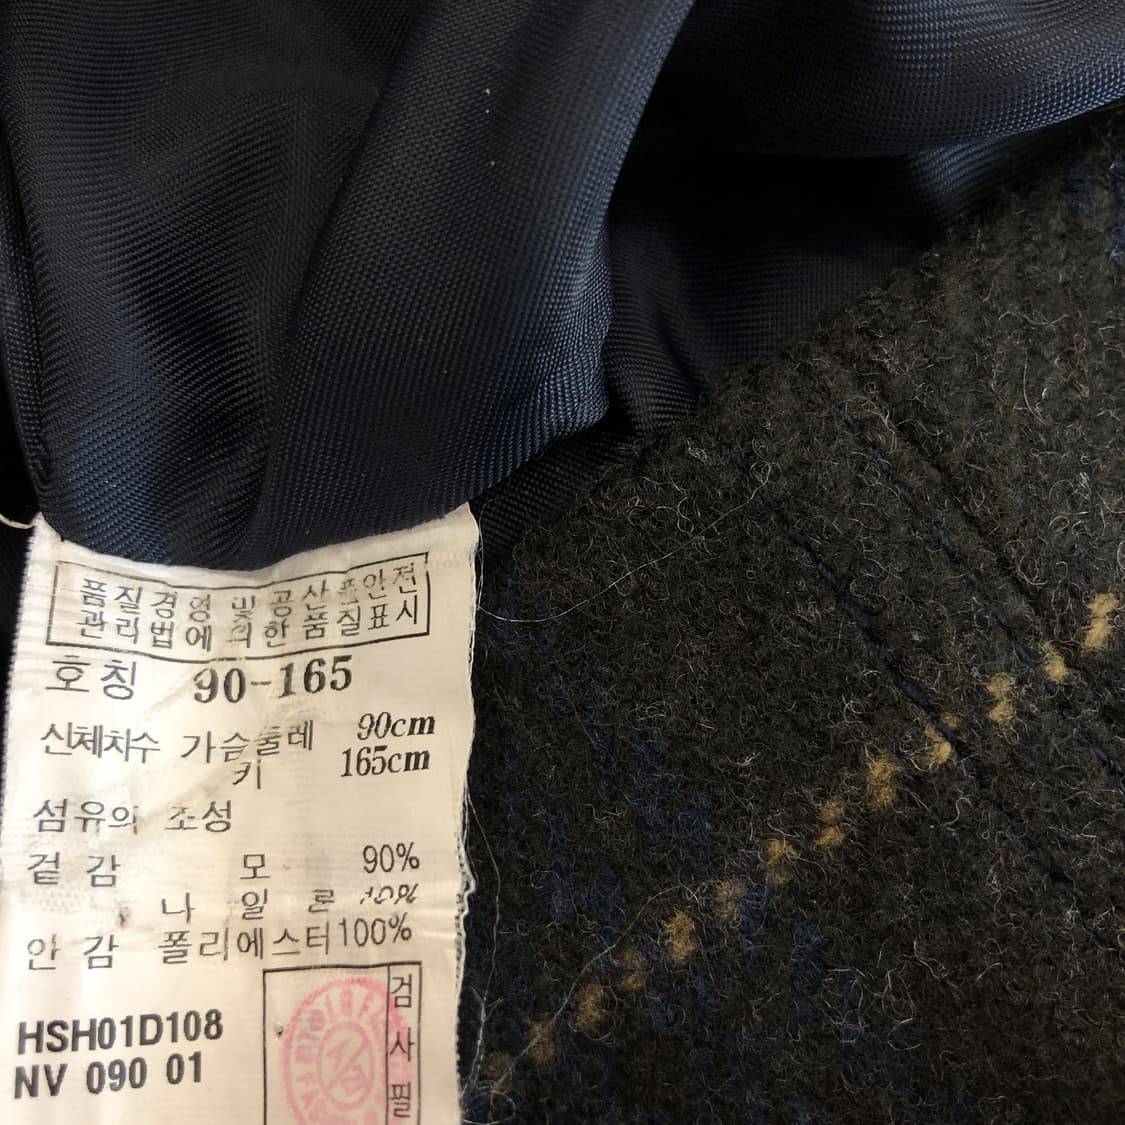 품질경영 및 공산품안전
관리법에 의한 품질표시
호칭 90-165
신체치수 가슴둘레 90cm
키 165cm
섬유의 조성
겉감 모 90%
나일론 10%
안감 폴리에스터 100%
HSH01D108
NV 090 01
검사필